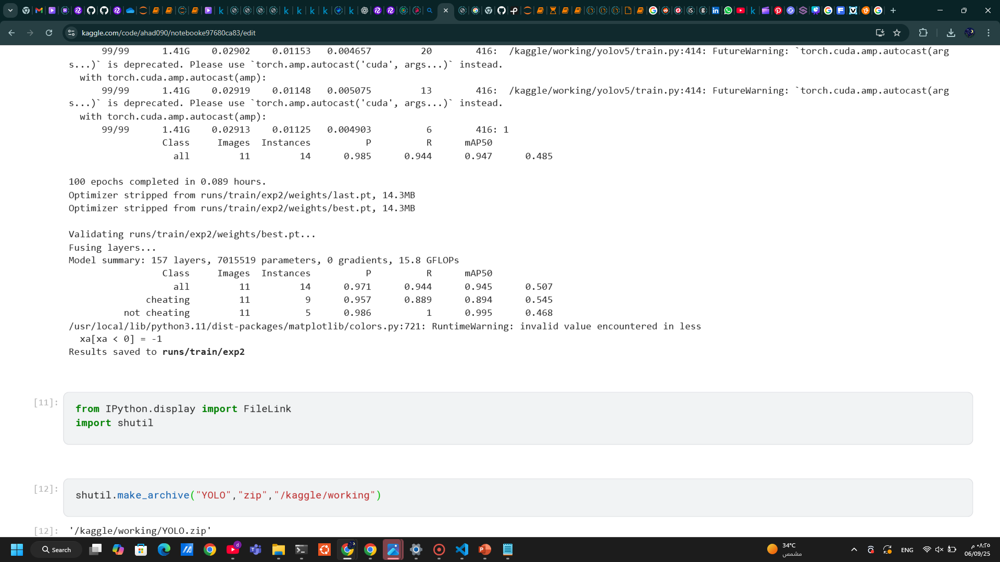 kaggle.com/code/ahad090/notebooke97680ca83/edit
99/99 1.41G 0.02902 0.01153 0.004657 20 416: /kaggle/working/yolov5/train.py:414: FutureWarning: `torch.cuda.amp.autocast(arg
s...)` is deprecated. Please use `torch.amp.autocast('cuda', args...)` instead.
with torch.cuda.amp.autocast(amp):
99/99 1.41G 0.02919 0.01148 0.005075 13 416: /kaggle/working/yolov5/train.py:414: FutureWarning: `torch.cuda.amp.autocast(arg
s...)` is deprecated. Please use `torch.amp.autocast('cuda', args...)` instead.
with torch.cuda.amp.autocast(amp):
99/99 1.41G 0.02913 0.01125 0.004903 6 416: 1
Class Images Instances P R mAP50
all 11 14 0.985 0.944 0.947 0.485
100 epochs completed in 0.089 hours.
Optimizer stripped from runs/train/exp2/weights/last.pt, 14.3MB
Optimizer stripped from runs/train/exp2/weights/best.pt, 14.3MB
Validating runs/train/exp2/weights/best.pt...
Fusing layers...
Model summary: 157 layers, 7015519 parameters, 0 gradients, 15.8 GFLOPs
Class Images Instances P R mAP50
all 11 14 0.971 0.944 0.945 0.507
cheating 11 9 0.957 0.889 0.894 0.545
not cheating 11 5 0.986 1 0.995 0.468
/usr/local/lib/python3.11/dist-packages/matplotlib/colors.py:721: RuntimeWarning: invalid value encountered in less
xa[xa < 0] = -1
Results saved to runs/train/exp2
[11]: from IPython.display import FileLink
import shutil
[12]: shutil.make_archive("YOLO","zip","/kaggle/working")
[12]: '/kaggle/working/YOLO.zip'
Search
34°C
مشمس
ENG
٠٨:٢٥ م
06/09/25